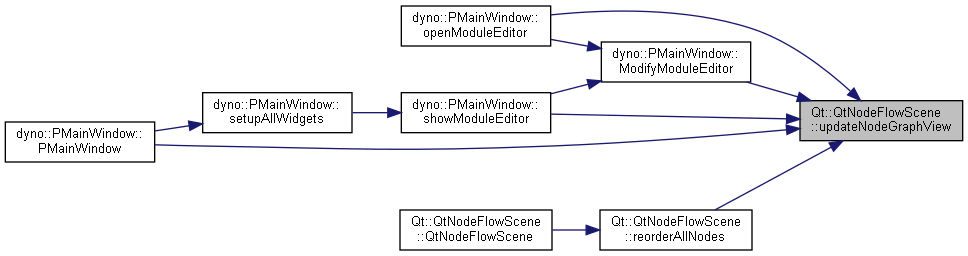 dyno::PMainWindow::
openModuleEditor
dyno::PMainWindow::
ModifyModuleEditor
dyno::PMainWindow::
setupAllWidgets
dyno::PMainWindow::
showModuleEditor
Qt::QtNodeFlowScene
::updateNodeGraphView
dyno::PMainWindow::
PMainWindow
Qt::QtNodeFlowScene
::QtNodeFlowScene
Qt::QtNodeFlowScene
::reorderAllNodes